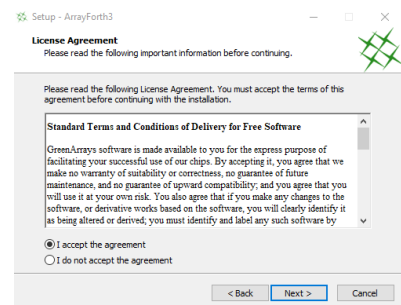 Setup - ArrayForth3
License Agreement
Please read the following important information before continuing.
Please read the following License Agreement. You must accept the terms of this
agreement before continuing with the installation.
Standard Terms and Conditions of Delivery for Free Software
GreenArrays software is made available to you for the express purpose of
facilitating your successful use of our chips. By accepting it, you agree that we
make no warranty of suitability or correctness, no guarantee of future
maintenance, and no guarantee of upward compatibility; and you agree that you
will use it at your own risk. You also agree that if you make any changes to the
software, or derivative works based on the software, you will clearly identify it
as being altered or derived; you must identify and label any such software by
I accept the agreement
I do not accept the agreement
< Back
Next >
Cancel